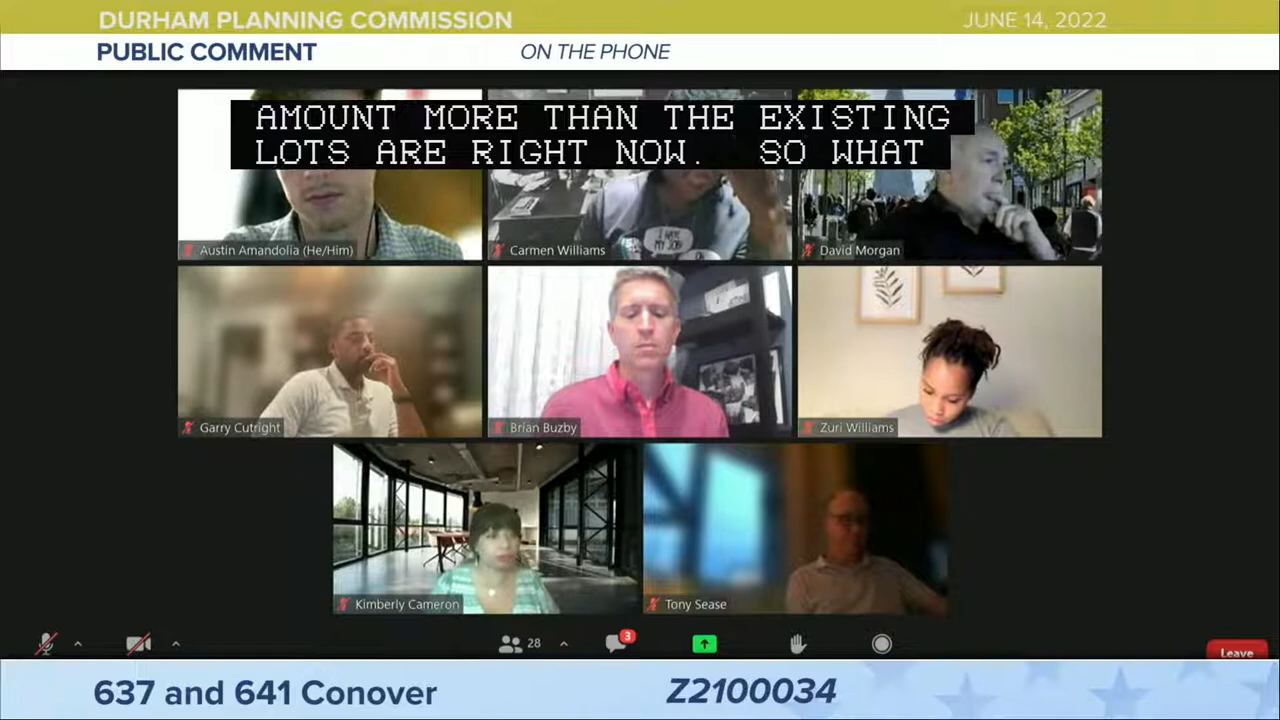 DURHAM PLANNING COMMISSION
JUNE 14, 2022
PUBLIC COMMENT
ON THE PHONE
AMOUNT MORE THAN THE EXISTING
LOTS ARE RIGHT NOW. SO WHAT
Austin Amandolia (He/Him)
Carmen Williams
David Morgan
Garry Cutright
Brian Buzby
Zuri Williams
Kimberly Cameron
Tony Sease
28
3
Leave
637 and 641 Conover
Z2100034